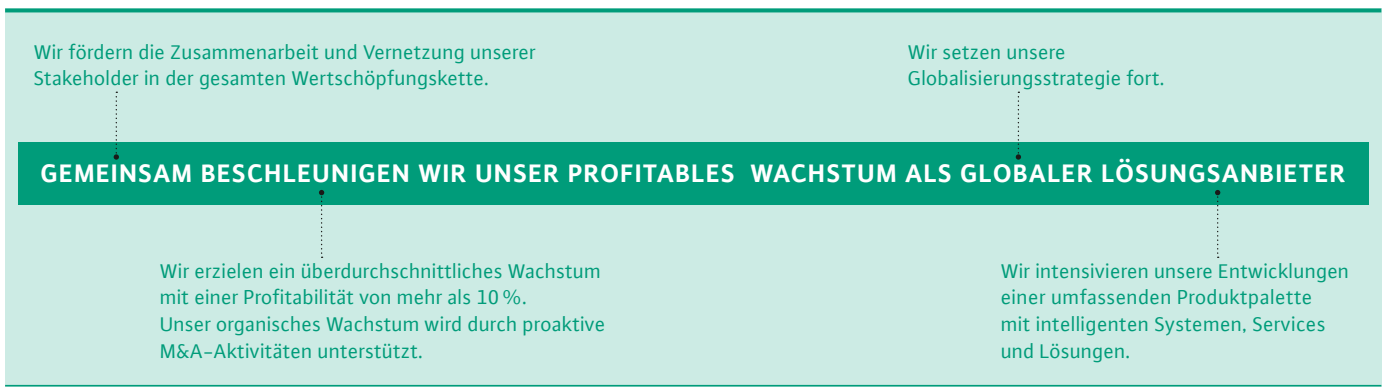 Wir fördern die Zusammenarbeit und Vernetzung unserer
Stakeholder in der gesamten Wertschöpfungskette.
Wir setzen unsere
Globalisierungsstrategie fort.
GEMEINSAM BESCHLEUNIGEN WIR UNSER PROFITABLES WACHSTUM ALS GLOBALER LÖSUNGSANBIETER
Wir erzielen ein überdurchschnittliches Wachstum
mit einer Profitabilität von mehr als 10 %.
Unser organisches Wachstum wird durch proaktive
M&A-Aktivitäten unterstützt.
Wir intensivieren unsere Entwicklungen
einer umfassenden Produktpalette
mit intelligenten Systemen, Services
und Lösungen.